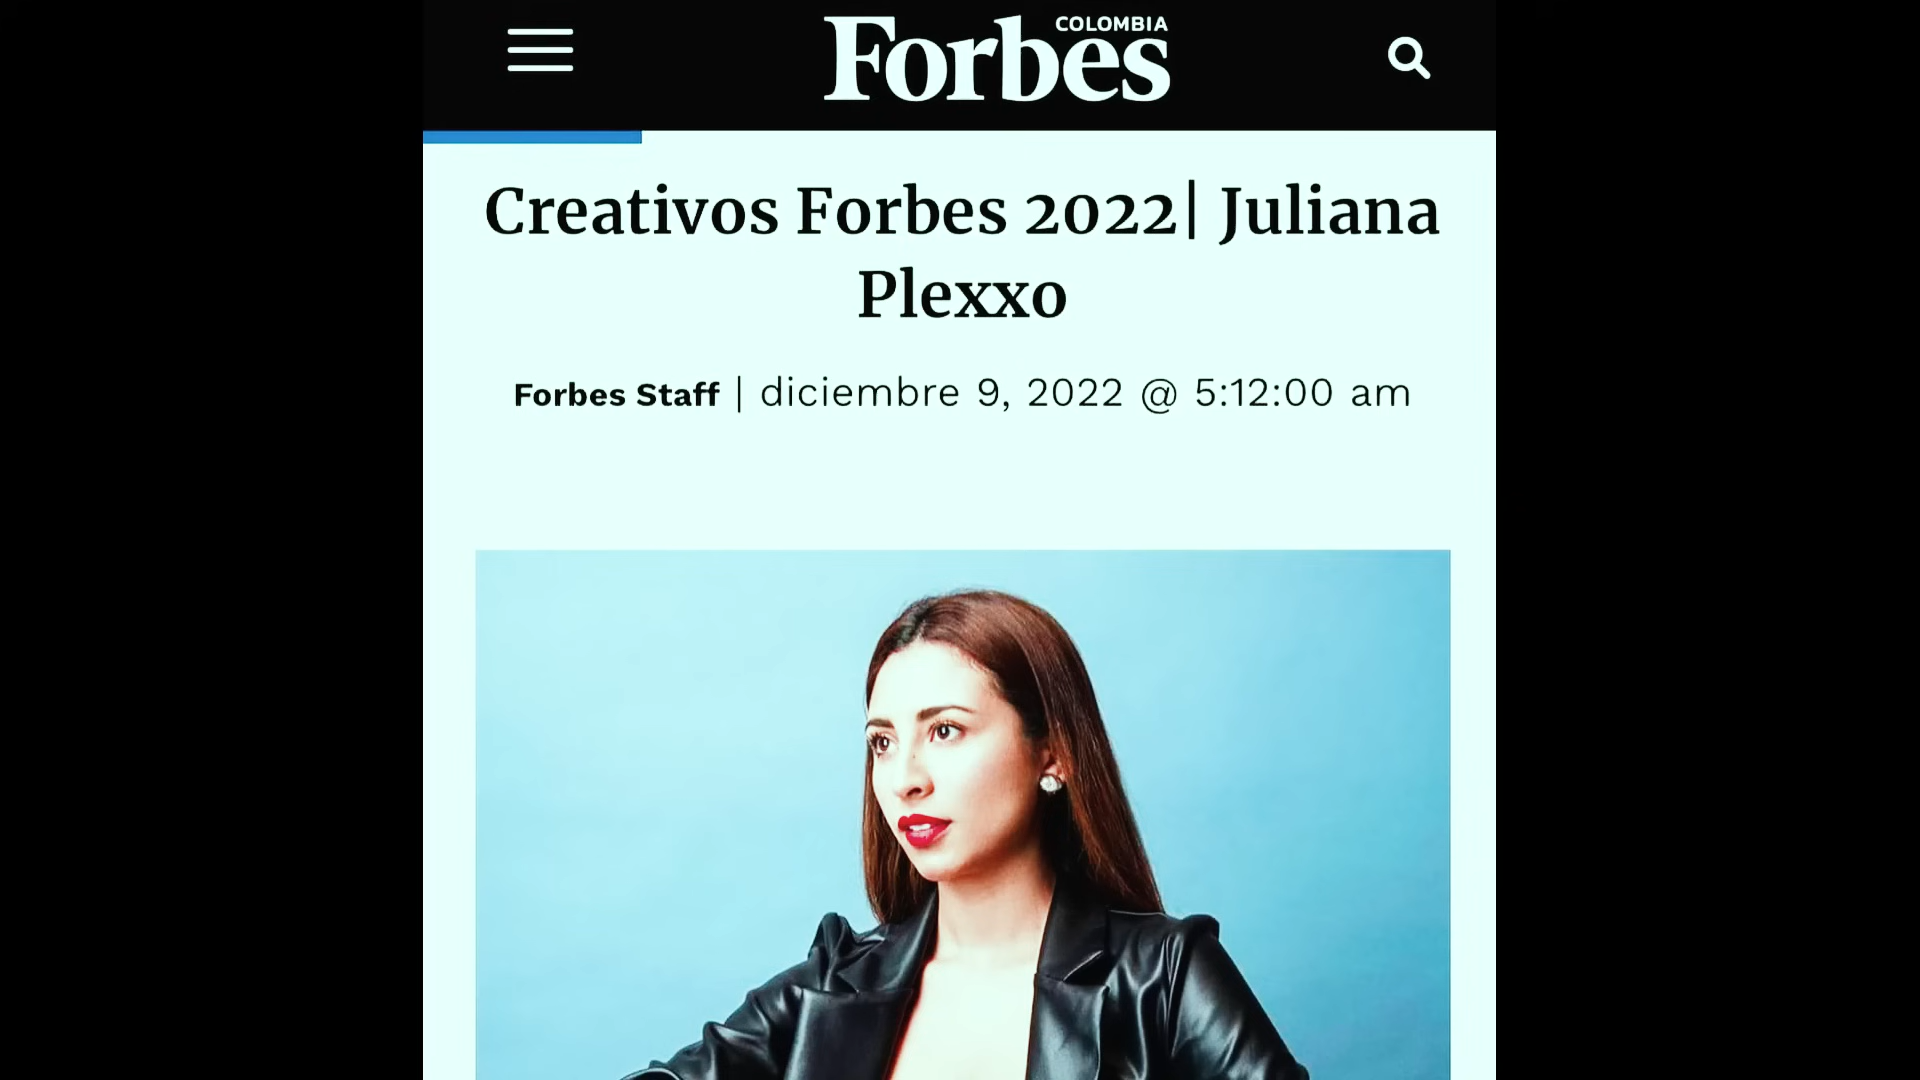 Forbes
COLOMBIA
Creativos Forbes 2022| Juliana
Plexxo
Forbes Staff | diciembre 9, 2022 @ 5:12:00 am